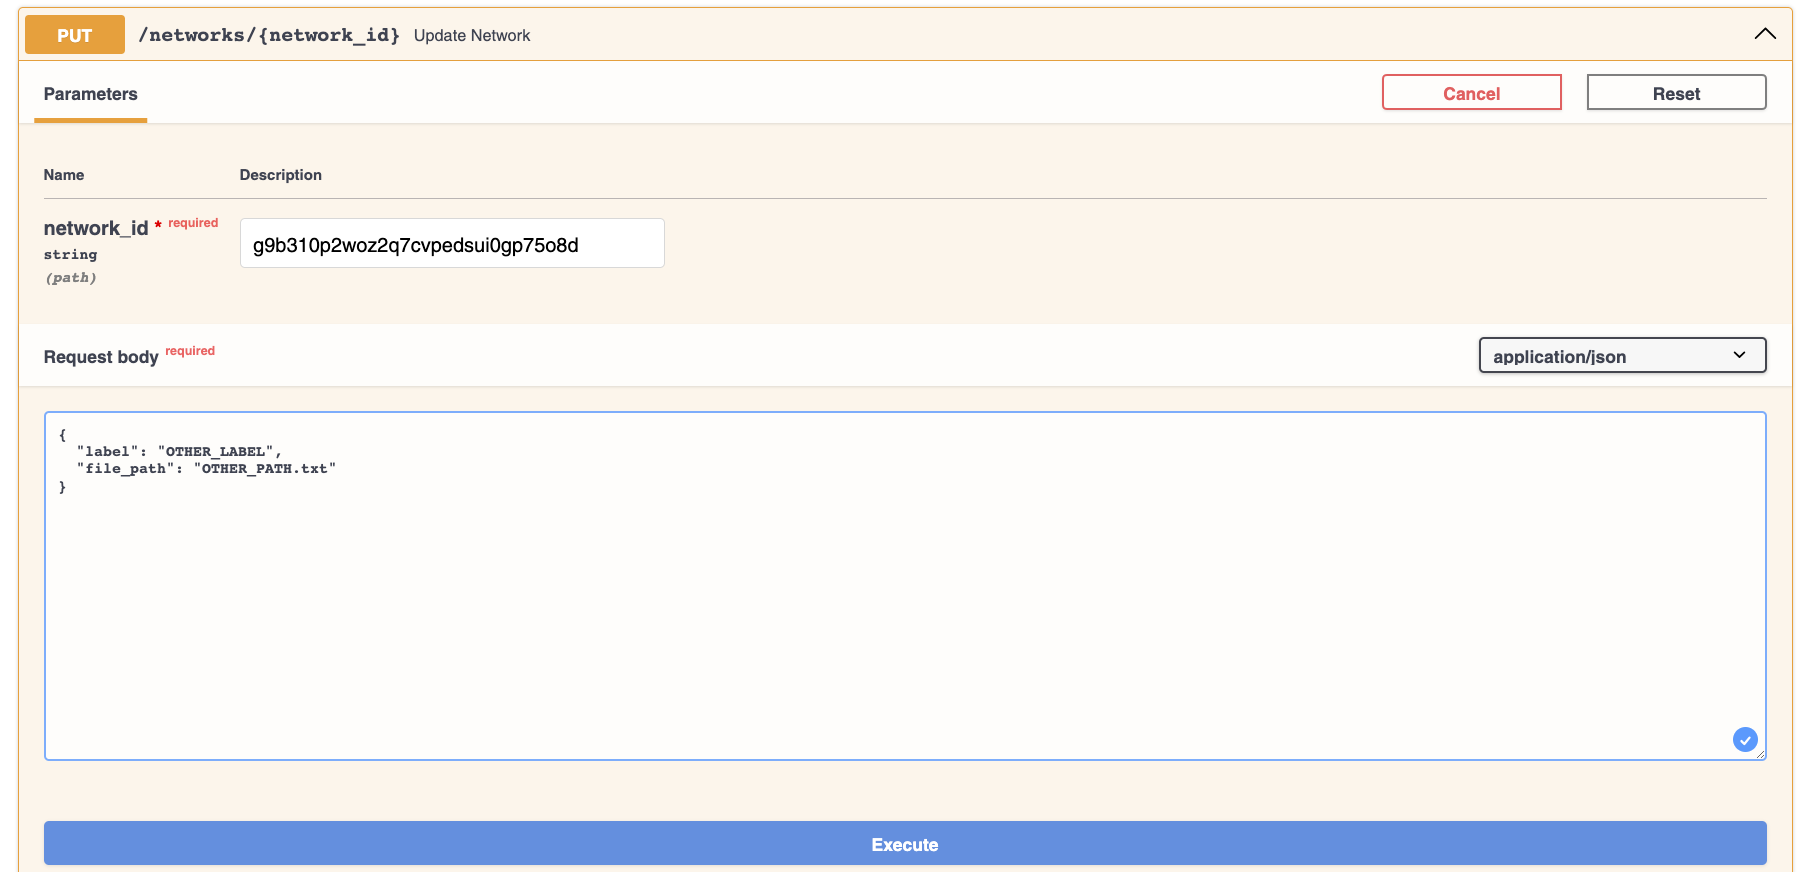 PUT /networks/{network_id} Update Network
Parameters Cancel Reset
Name Description
network_id * required
string
(path)
g9b310p2woz2q7cvpedsui0gp75o8d
Request body required application/json
{
"label": "OTHER_LABEL",
"file_path": "OTHER_PATH.txt"
}
Execute